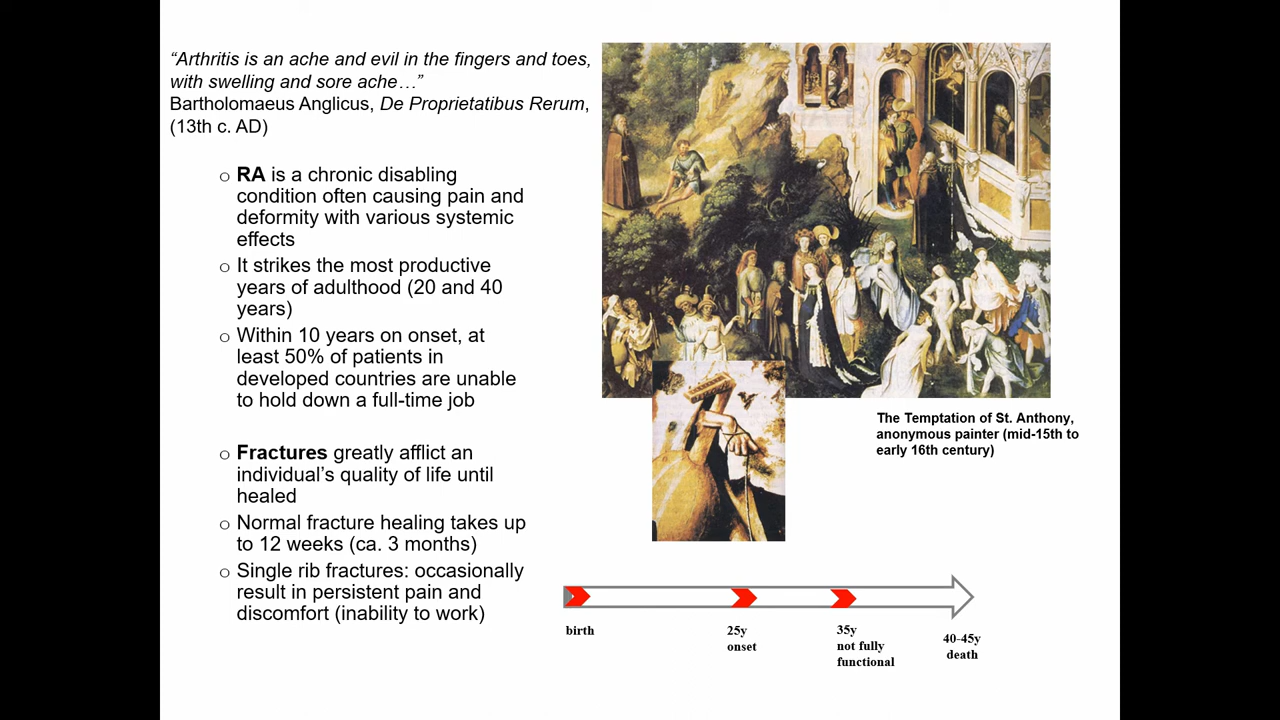 “Arthritis is an ache and evil in the fingers and toes,
with swelling and sore ache…”
Bartholomaeus Anglicus, De Proprietatibus Rerum,
(13th c. AD)
o RA is a chronic disabling
condition often causing pain and
deformity with various systemic
effects
o It strikes the most productive
years of adulthood (20 and 40
years)
o Within 10 years on onset, at
least 50% of patients in
developed countries are unable
to hold down a full-time job
o Fractures greatly afflict an
individual’s quality of life until
healed
o Normal fracture healing takes up
to 12 weeks (ca. 3 months)
o Single rib fractures: occasionally
result in persistent pain and
discomfort (inability to work)
The Temptation of St. Anthony,
anonymous painter (mid-15th to
early 16th century)
birth
25y
onset
35y
not fully
functional
40-45y
death